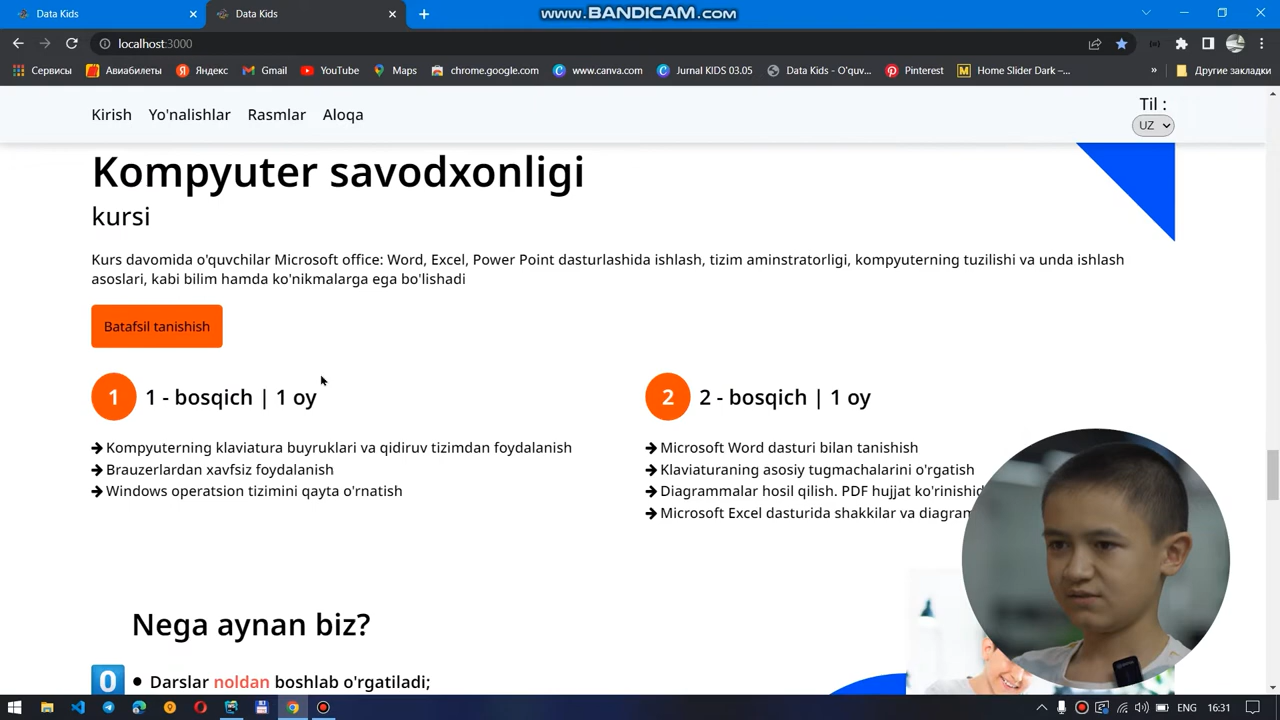 Data Kids
Data Kids
www.BANDICAM.com
localhost:3000
Сервисы Авиабилеты Яндекс Gmail YouTube Maps chrome.google.com www.canva.com Jurnal KIDS 03.05 Data Kids - O'quv... Pinterest Home Slider Dark –... » Другие закладки
Kirish Yo'nalishlar Rasmlar Aloqa
Til :
UZ
Kompyuter savodxonligi
kursi
Kurs davomida o'quvchilar Microsoft office: Word, Excel, Power Point dasturlashida ishlash, tizim aminstratorligi, kompyuterning tuzilishi va unda ishlash
asoslari, kabi bilim hamda ko'nikmalarga ega bo'lishadi
Batafsil tanishish
1 1 - bosqich | 1 oy
Kompyuterning klaviatura buyruklari va qidiruv tizimdan foydalanish
Brauzerlardan xavfsiz foydalanish
Windows operatsion tizimini qayta o'rnatish
2 2 - bosqich | 1 oy
Microsoft Word dasturi bilan tanishish
Klaviaturaning asosiy tugmachalarini o'rgatish
Diagrammalar hosil qilish. PDF hujjat
Microsoft Excel dasturida shakkilar va
Nega aynan biz?
0 • Darslar noldan boshlab o'rgatiladi;
ENG 16:31